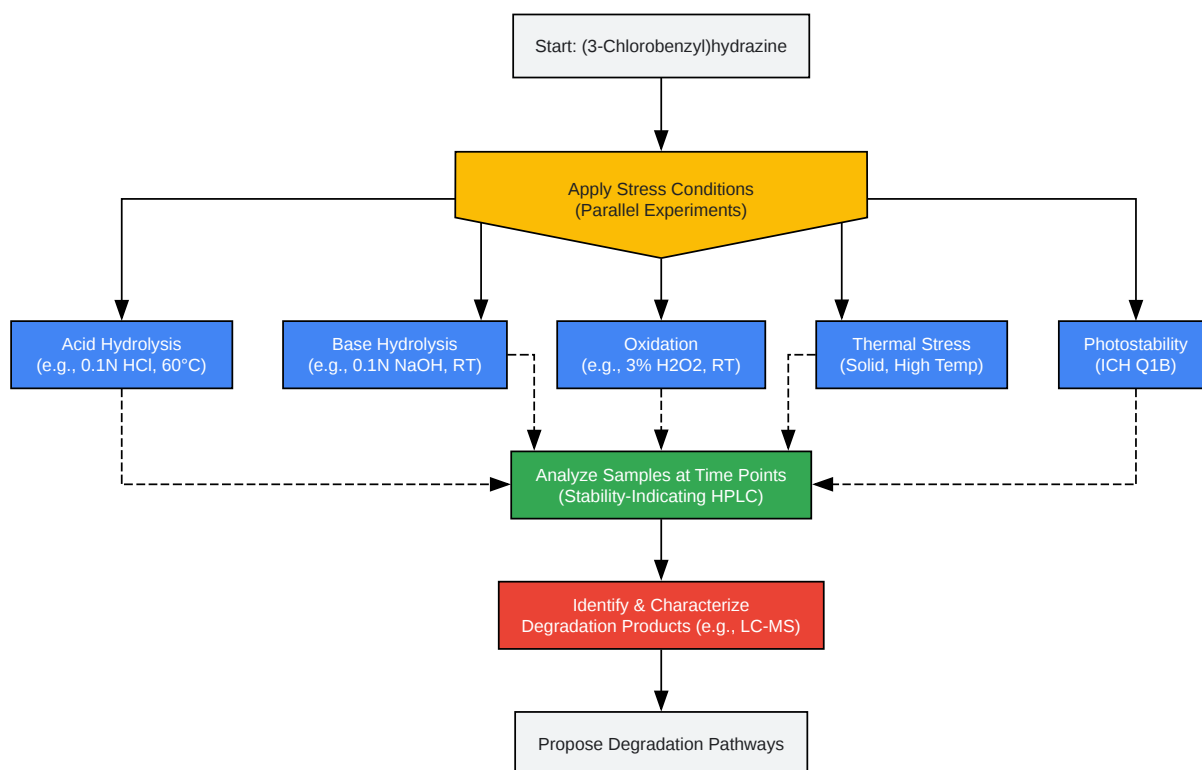 Start: (3-Chlorobenzyl)hydrazine
Apply Stress Conditions
(Parallel Experiments)
Acid Hydrolysis
(e.g., 0.1N HCl, 60°C)
Base Hydrolysis
(e.g., 0.1N NaOH, RT)
Oxidation
(e.g., 3% H2O2, RT)
Thermal Stress
(Solid, High Temp)
Photostability
(ICH Q1B)
Analyze Samples at Time Points
(Stability-Indicating HPLC)
Identify & Characterize
Degradation Products (e.g., LC-MS)
Propose Degradation Pathways